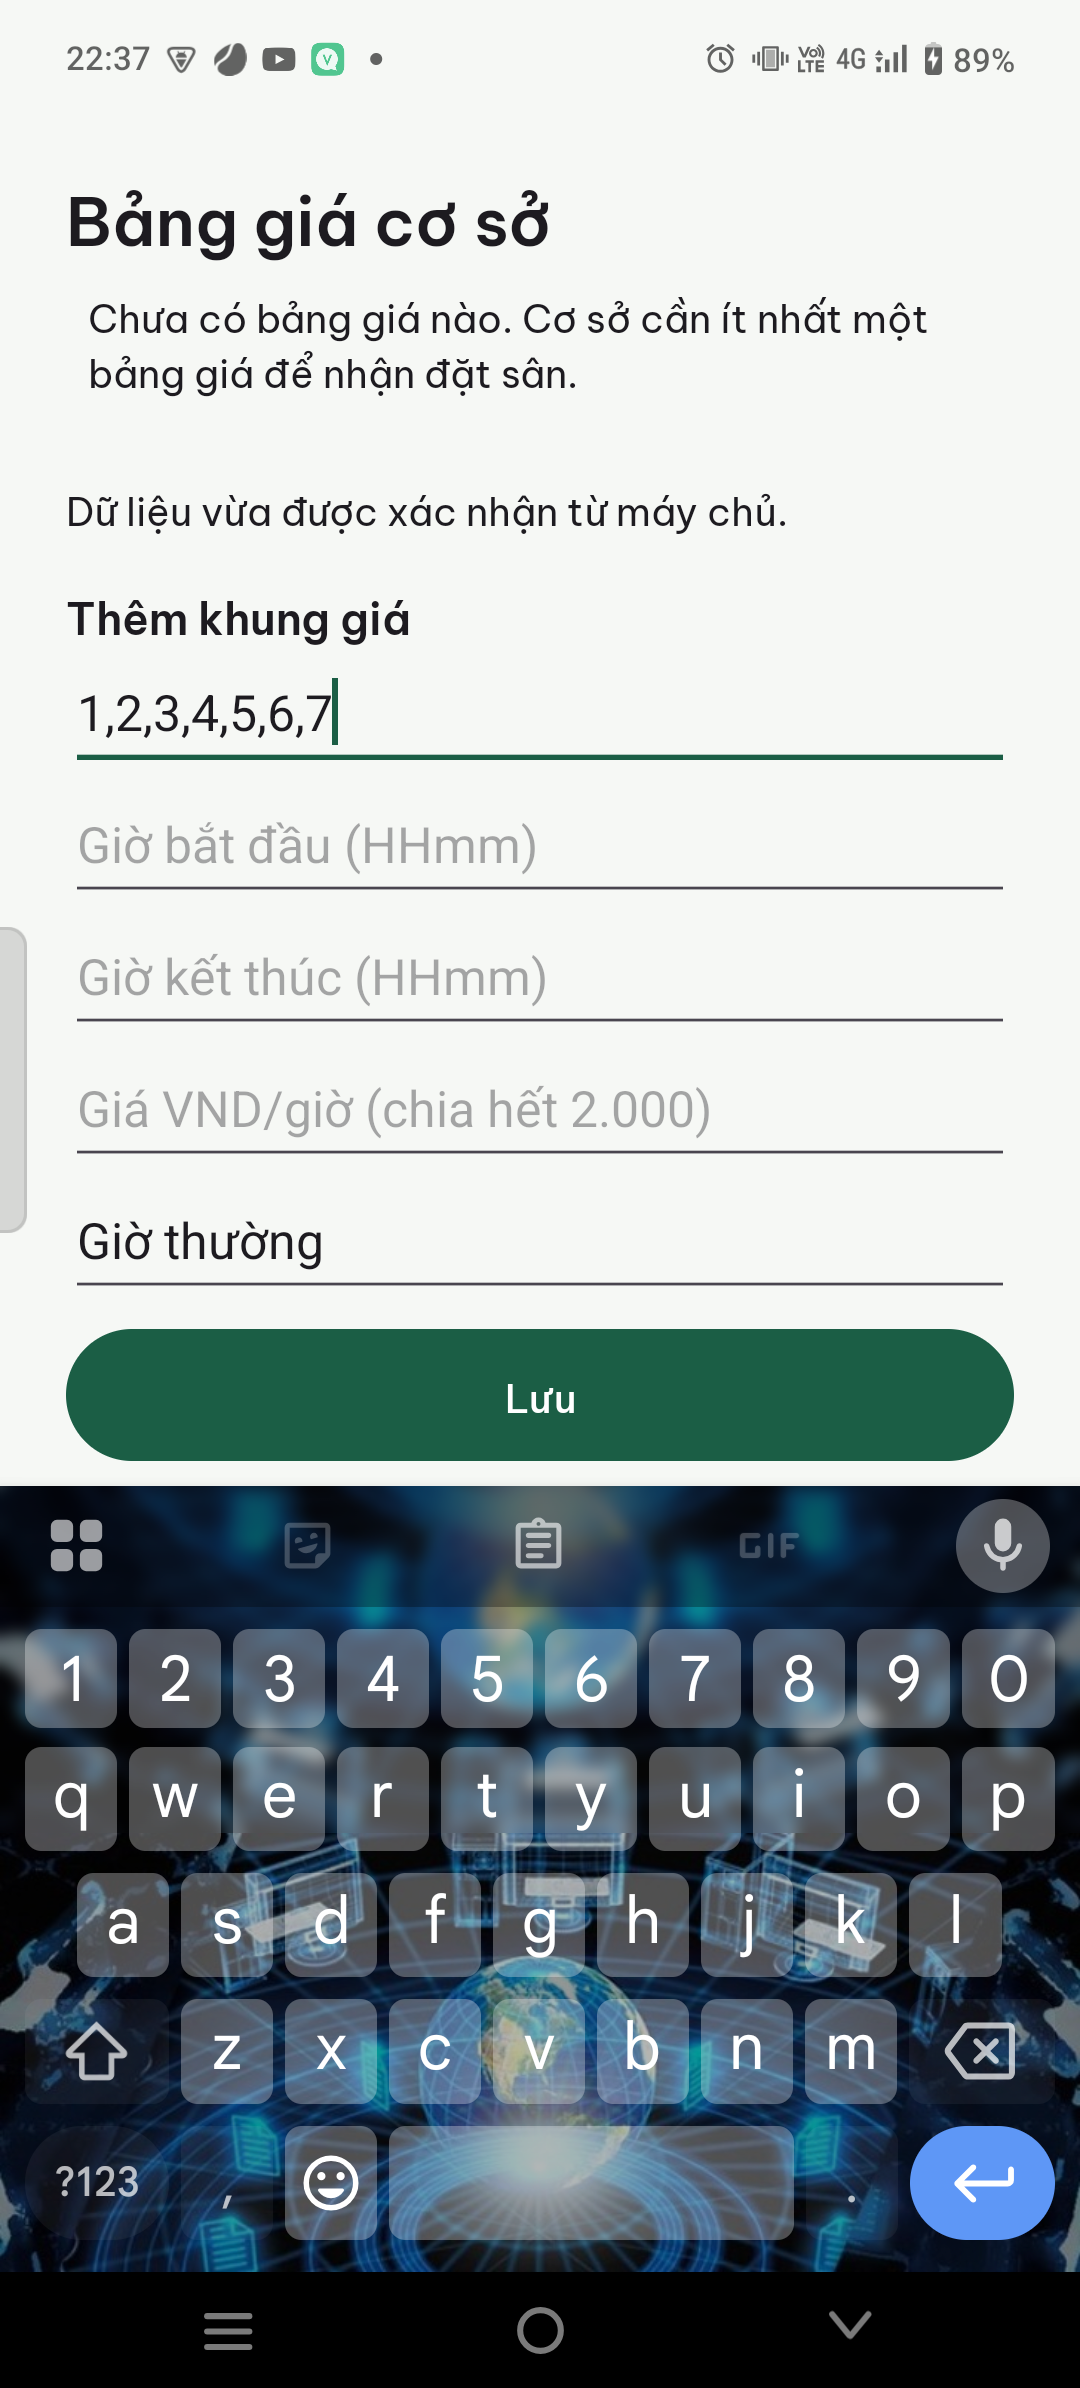 22:37
4G
89%
Bảng giá cơ sở
Chưa có bảng giá nào. Cơ sở cần ít nhất một
bảng giá để nhận đặt sân.
Dữ liệu vừa được xác nhận từ máy chủ.
Thêm khung giá
1,2,3,4,5,6,7
Giờ bắt đầu (HHmm)
Giờ kết thúc (HHmm)
Giá VND/giờ (chia hết 2.000)
Giờ thường
Lưu
GIF
1 2 3 4 5 6 7 8 9 0
q w e r t y u i o p
a s d f g h j k l
z x c v b n m
?123 , .